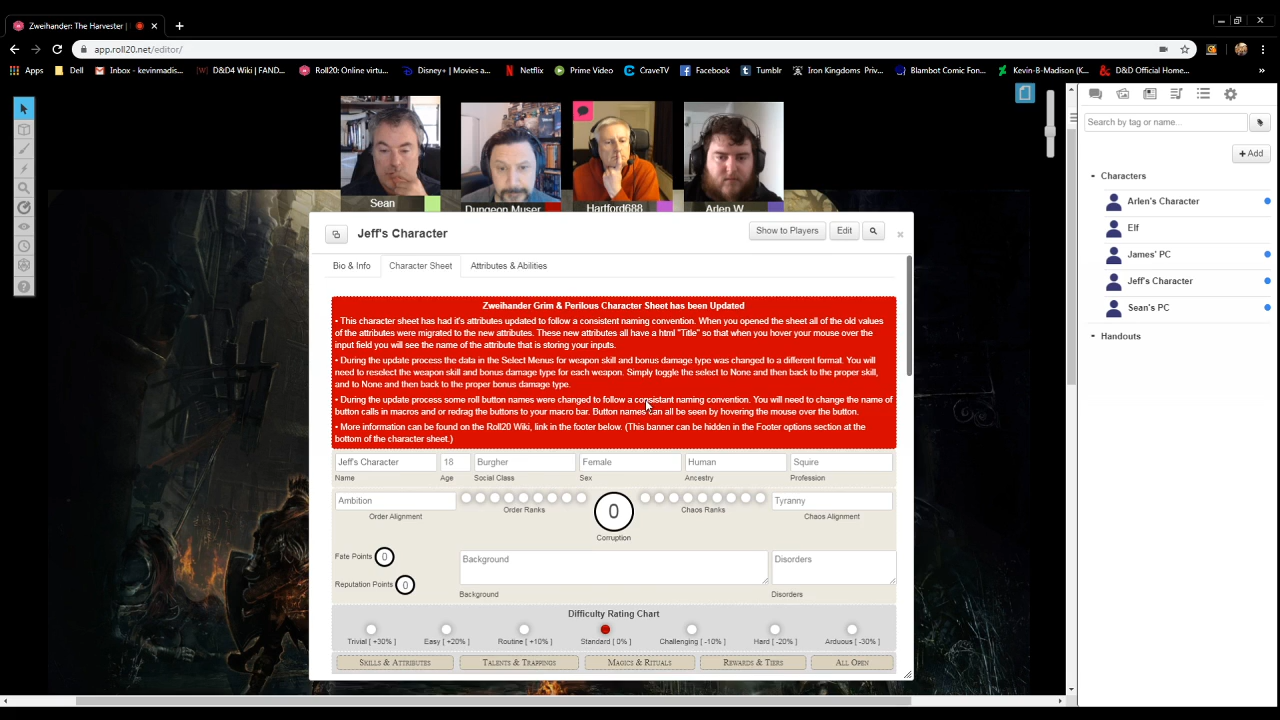 Zweihander: The Harvester |
app.roll20.net/editor/
Apps
Dell
Inbox - kevinmadis...
D&D4 Wiki | FAND...
Roll20: Online virtu...
Disney+ | Movies a...
Netflix
Prime Video
CraveTV
Facebook
Tumblr
Iron Kingdoms Priv...
Blambot Comic Fon...
Kevin-B-Madison (K...
D&D Official Home...
»
Search by tag or name...
+ Add
Characters
Arlen's Character
Elf
James' PC
Jeff's Character
Sean's PC
Handouts
Sean
Dungeon Muser
Hartford688
Arlen W
Jeff's Character
Show to Players
Edit
Bio & Info
Character Sheet
Attributes & Abilities
Zweihander Grim & Perilous Character Sheet has been Updated
• This character sheet has had it's attributes updated to follow a consistent naming convention. When you opened the sheet all of the old values
of the attributes were migrated to the new attributes. These new attributes all have a html "Title" so that when you hover your mouse over the
input field you will see the name of the attribute that is storing your inputs.
• During the update process the data in the Select Menus for weapon skill and bonus damage type was changed to a different format. You will
need to reselect the weapon skill and bonus damage type for each weapon. Simply toggle the select to None and then back to the proper skill,
and to None and then back to the proper bonus damage type.
• During the update process some roll button names were changed to follow a consistant naming convention. You will need to change the name of
button calls in macros and or redrag the buttons to your macro bar. Button names can all be seen by hovering the mouse over the button.
• More information can be found on the Roll20 Wiki, link in the footer below. (This banner can be hidden in the Footer options section at the
bottom of the character sheet.)
Jeff's Character 18 Burgher Female Human Squire
Name Age Social Class Sex Ancestry Profession
Ambition 0 Tyranny
Order Alignment Order Ranks Corruption Chaos Ranks Chaos Alignment
Fate Points 0
Reputation Points 0
Background
Background
Disorders
Disorders
Difficulty Rating Chart
Trivial [ +30% ] Easy [ +20% ] Routine [ +10% ] Standard [ 0% ] Challenging [ -10% ] Hard [ -20% ] Arduous [ -30% ]
Skills & Attributes Talents & Trappings Magics & Rituals Rewards & Tiers All Open